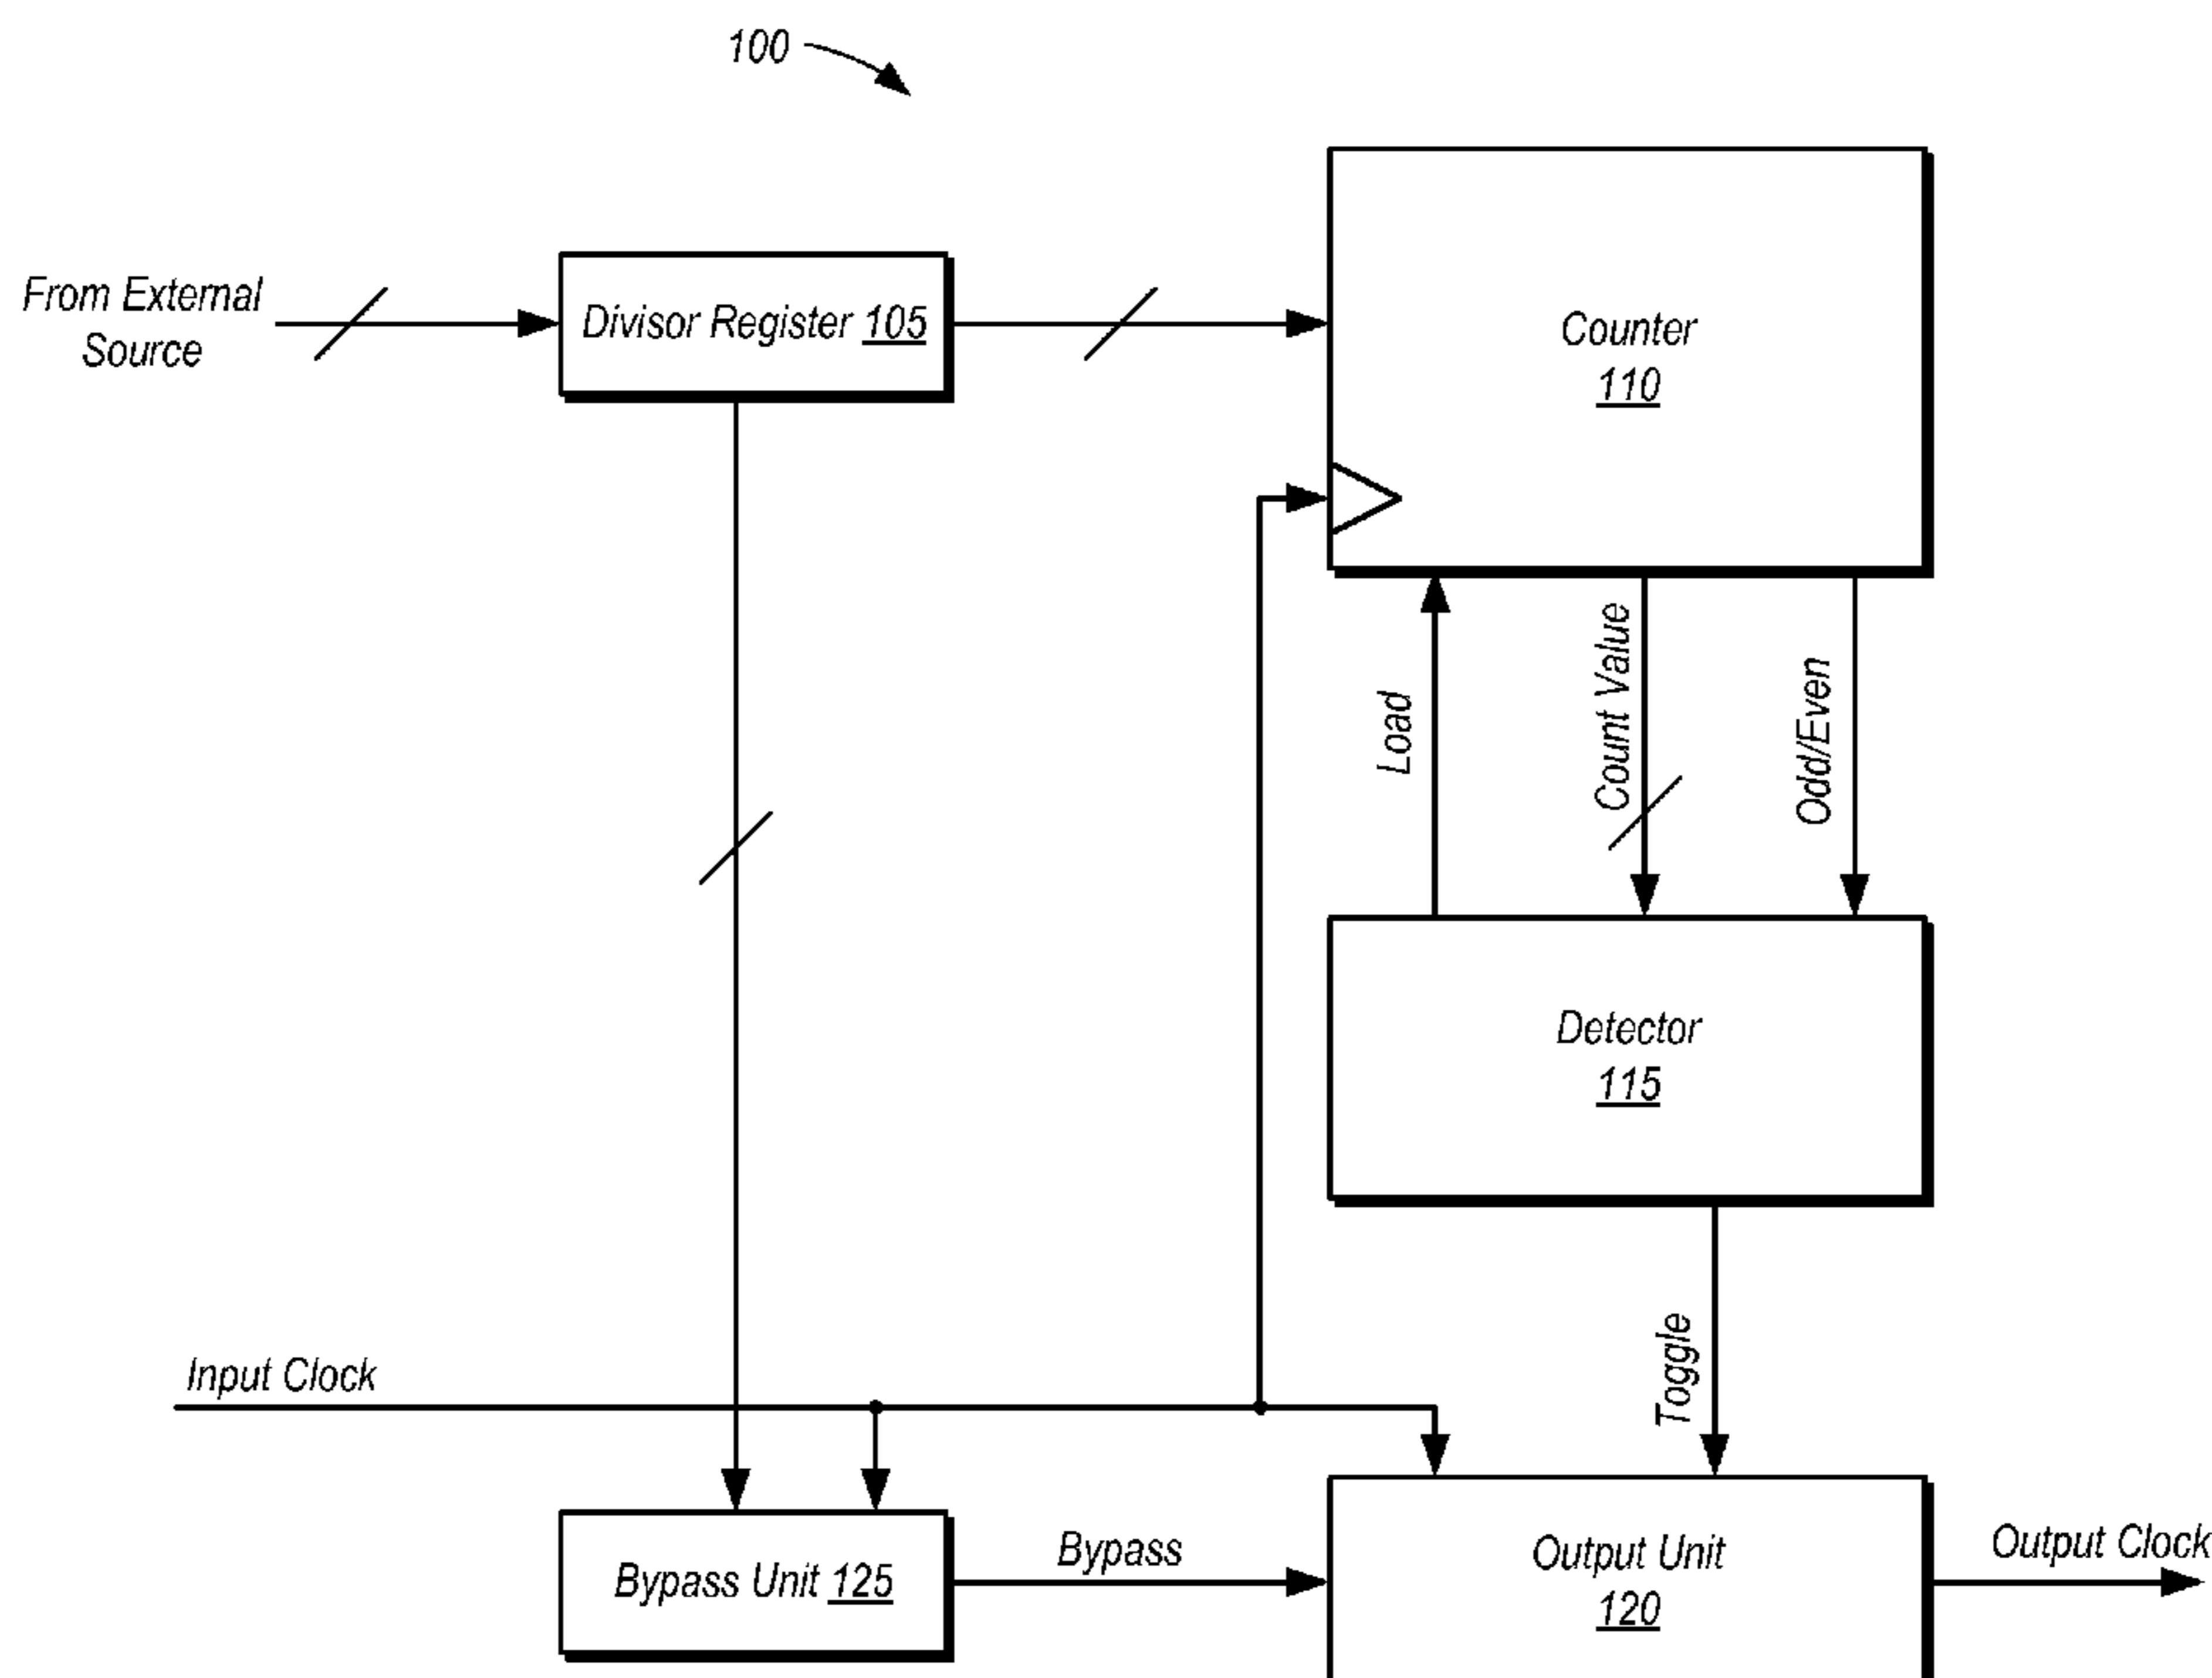 100
From External
Source
Divisor Register 105
Counter
110
Load
Count Value
Odd/Even
Detector
115
Toggle
Input Clock
Bypass Unit 125
Bypass
Output Unit
120
Output Clock